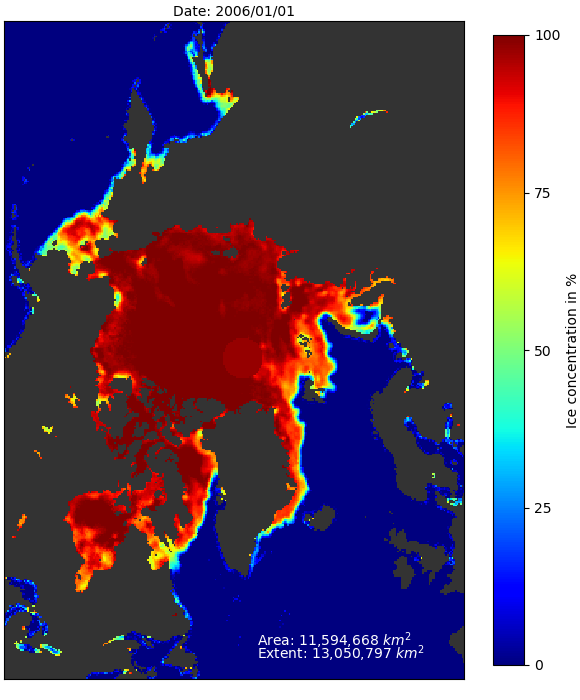 Date: 2006/01/01
100
75
50
25
0
Ice concentration in %
Area: 11,594,668 km²
Extent: 13,050,797 km²